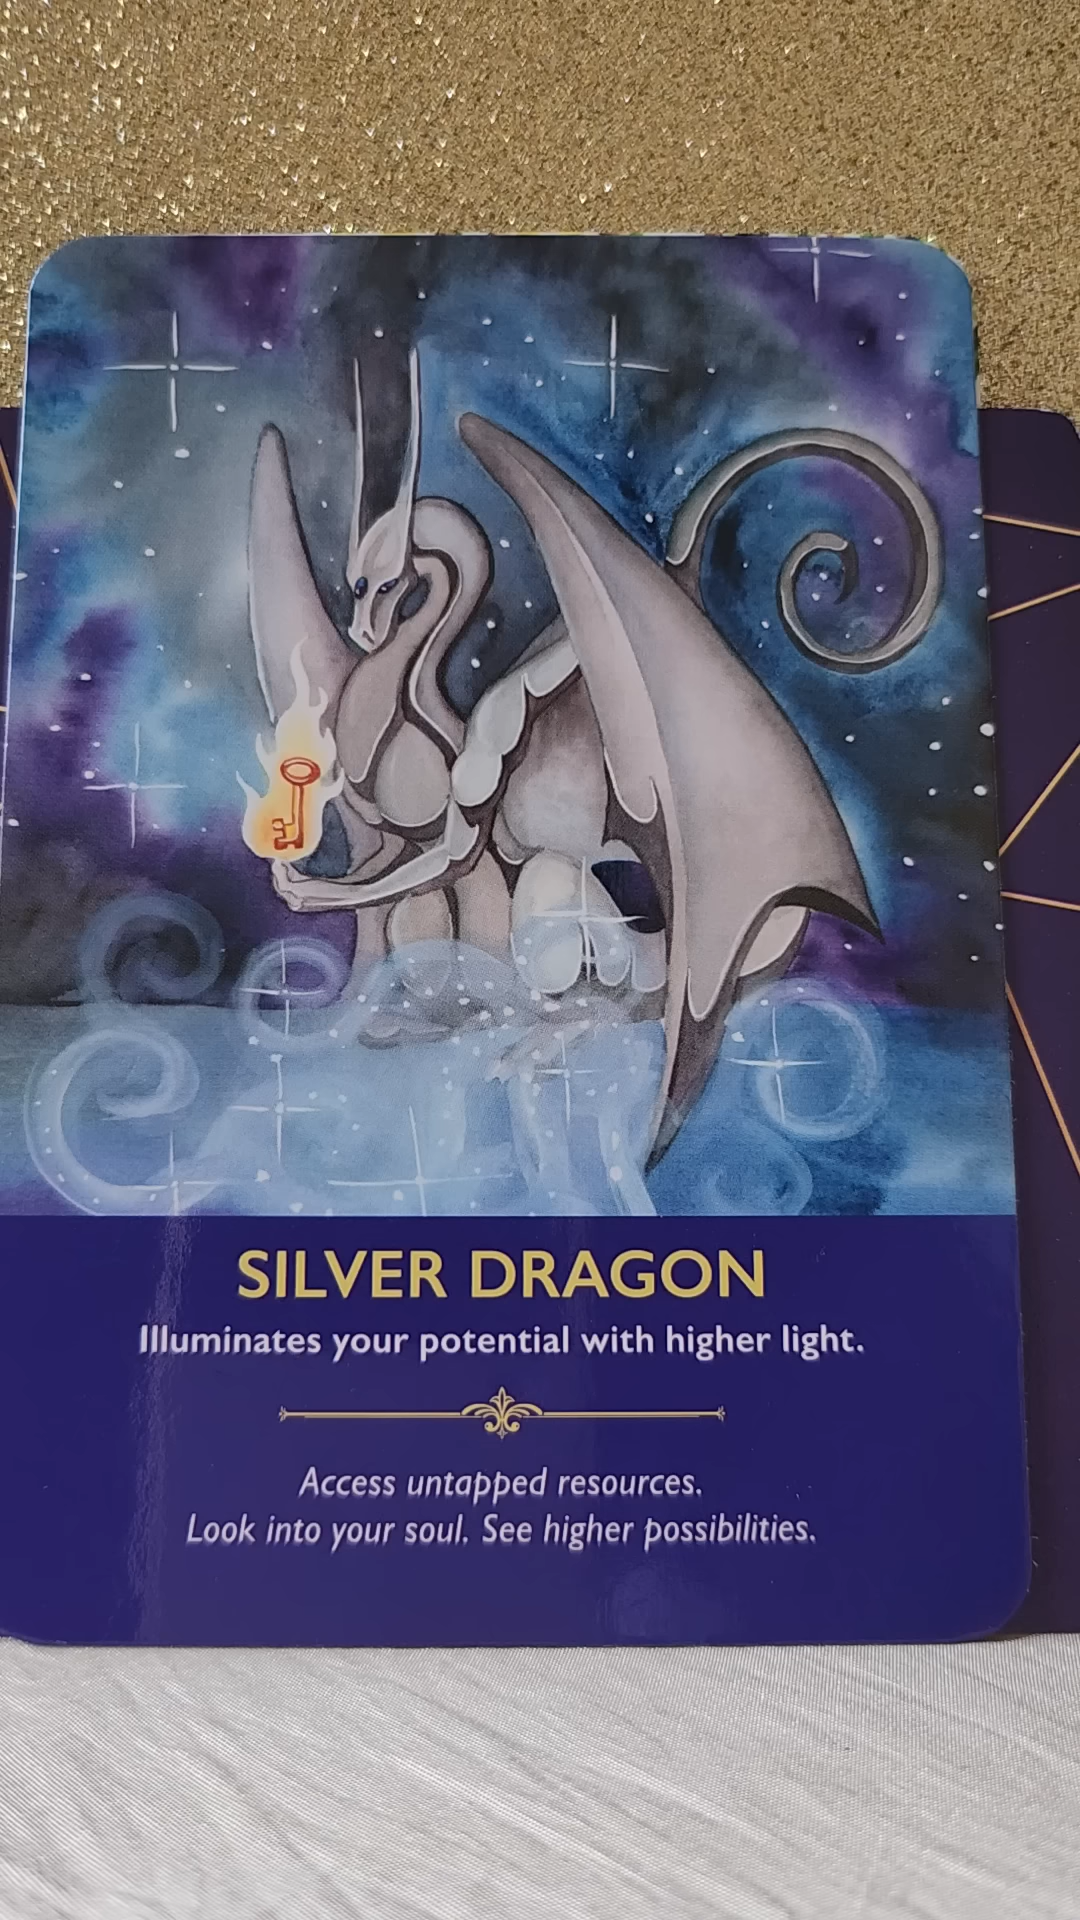 SILVER DRAGON
Illuminates your potential with higher light.
Access untapped resources.
Look into your soul. See higher possibilities.